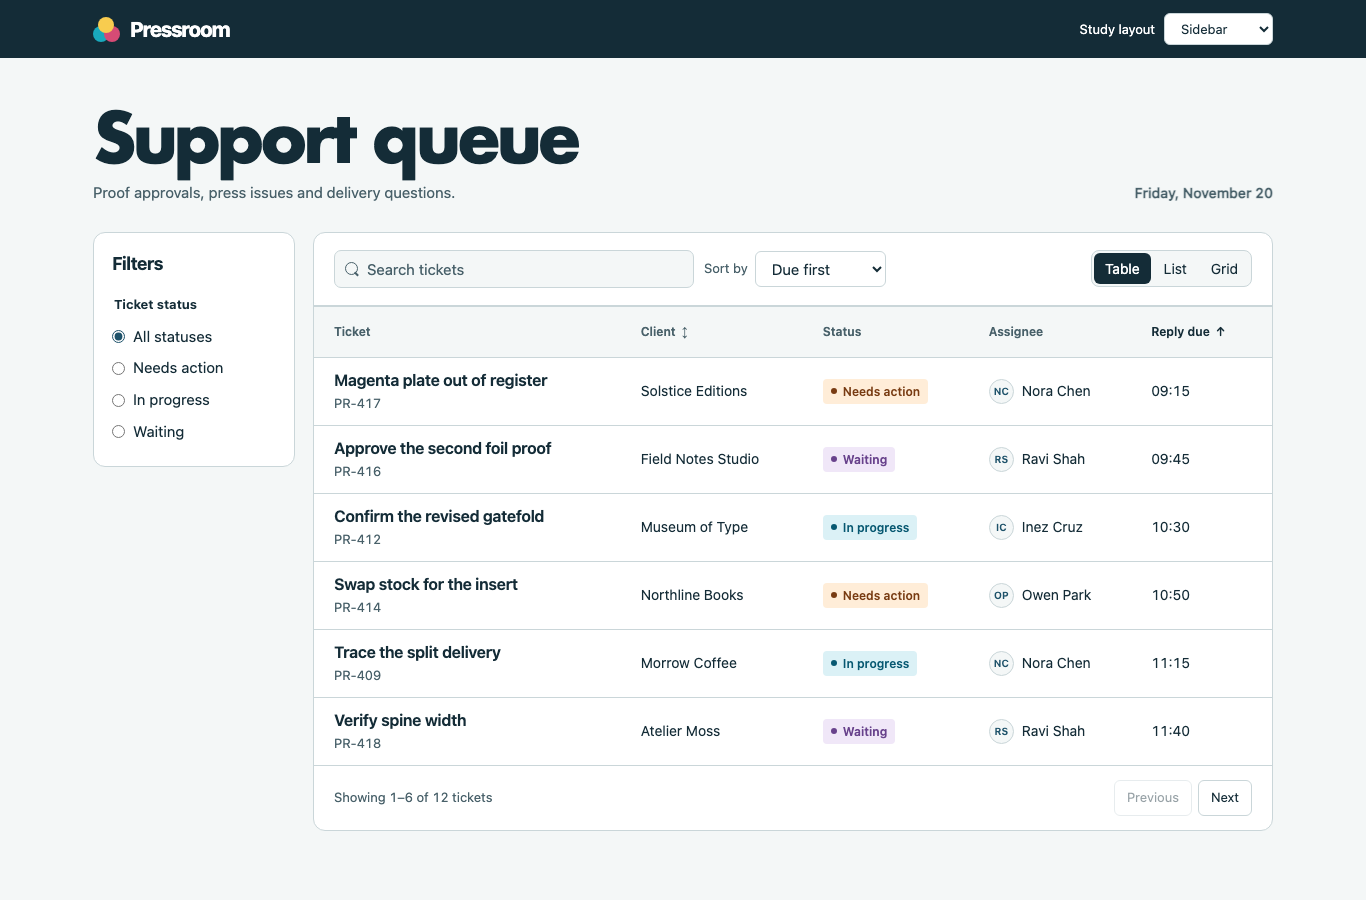 Pressroom
Study layout Sidebar
Support queue
Proof approvals, press issues and delivery questions.
Friday, November 20
Filters
Ticket status
All statuses
Needs action
In progress
Waiting
Search tickets Sort by Due first Table List Grid
Ticket Client Status Assignee Reply due
Magenta plate out of register
PR-417
Solstice Editions Needs action NC Nora Chen 09:15
Approve the second foil proof
PR-416
Field Notes Studio Waiting RS Ravi Shah 09:45
Confirm the revised gatefold
PR-412
Museum of Type In progress IC Inez Cruz 10:30
Swap stock for the insert
PR-414
Northline Books Needs action OP Owen Park 10:50
Trace the split delivery
PR-409
Morrow Coffee In progress NC Nora Chen 11:15
Verify spine width
PR-418
Atelier Moss Waiting RS Ravi Shah 11:40
Showing 1–6 of 12 tickets Previous Next